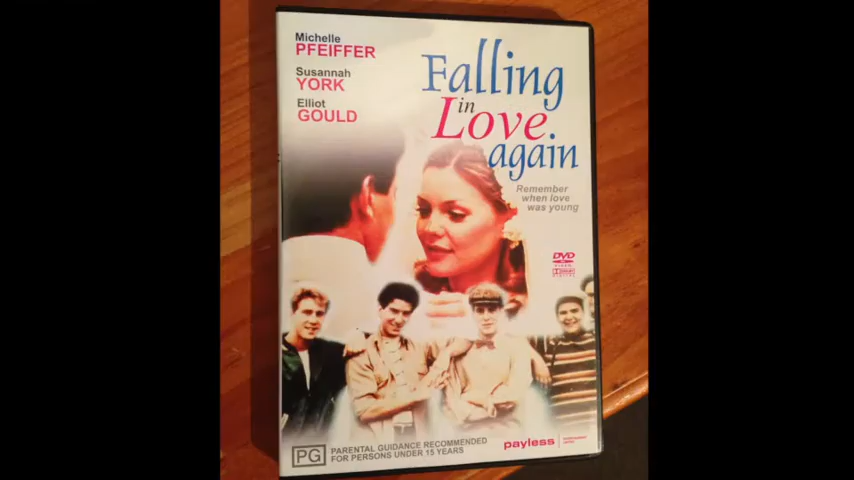 Michelle
PFEIFFER
Susannah
YORK
Elliot
GOULD
Falling
in
Love
again
Remember
when love
was young
DVD
VIDEO
PG
PARENTAL GUIDANCE RECOMMENDED
FOR PERSONS UNDER 15 YEARS
payless